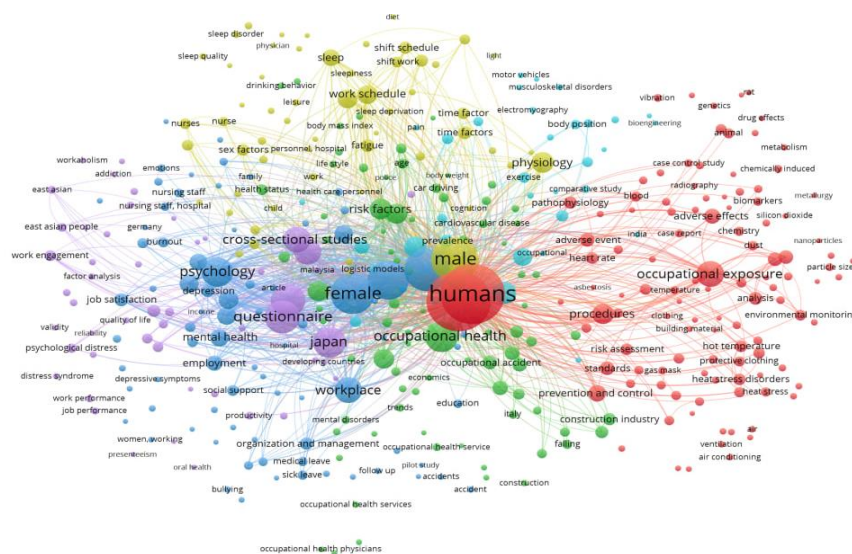 diet
sleep disorder
physician
shift schedule
light
sleep quality
sleep
shift work
sleepiness
motor vehicles
musculoskeletal disorders
drinking behavior
work schedule
vibration
rat
leisure
sleep deprivation
electromyography
genetics
nurses
nurse
body mass index
pain
time factor
bioengineering
drug effects
sex factors
personnel, hospital
fatigue
time factors
body position
animal
workabolism
emotions
life style
age
metabolism
addiction
family
work
police
body weight
physiology
case control study
chemically induced
east asian
nursing staff
health status
health care personnel
car driving
exercise
comparative study
radiography
nursing staff, hospital
child
risk factors
cognition
pathophysiology
blood
biomarkers
metallurgy
east asian people
germany
cardiovascular disease
adverse effects
silicon dioxide
burnout
cross-sectional studies
prevalence
occupational
india
case report
chemistry
work engagement
male
adverse event
dust
nanoparticles
factor analysis
psychology
malaysia
logistic models
heart rate
particle size
job satisfaction
depression
article
female
humans
asbestosis
temperature
occupational exposure
analysis
quality of life
income
clothing
environmental monitoring
validity
reliability
questionnaire
procedures
building material
psychological distress
mental health
hospital
japan
occupational health
risk assessment
hot temperature
distress syndrome
employment
developing countries
occupational accident
standards
gas mask
protective clothing
depressive symptoms
economics
heat stress disorders
work performance
social support
workplace
prevention and control
heat stress
job performance
productivity
trends
education
italy
construction industry
women, working
mental disorders
air
presenteeism
organization and management
occupational health service
falling
ventilation
oral health
medical leave
follow up
pilot study
air conditioning
sick leave
accidents
bullying
accident
construction
occupational health services
occupational health physicians